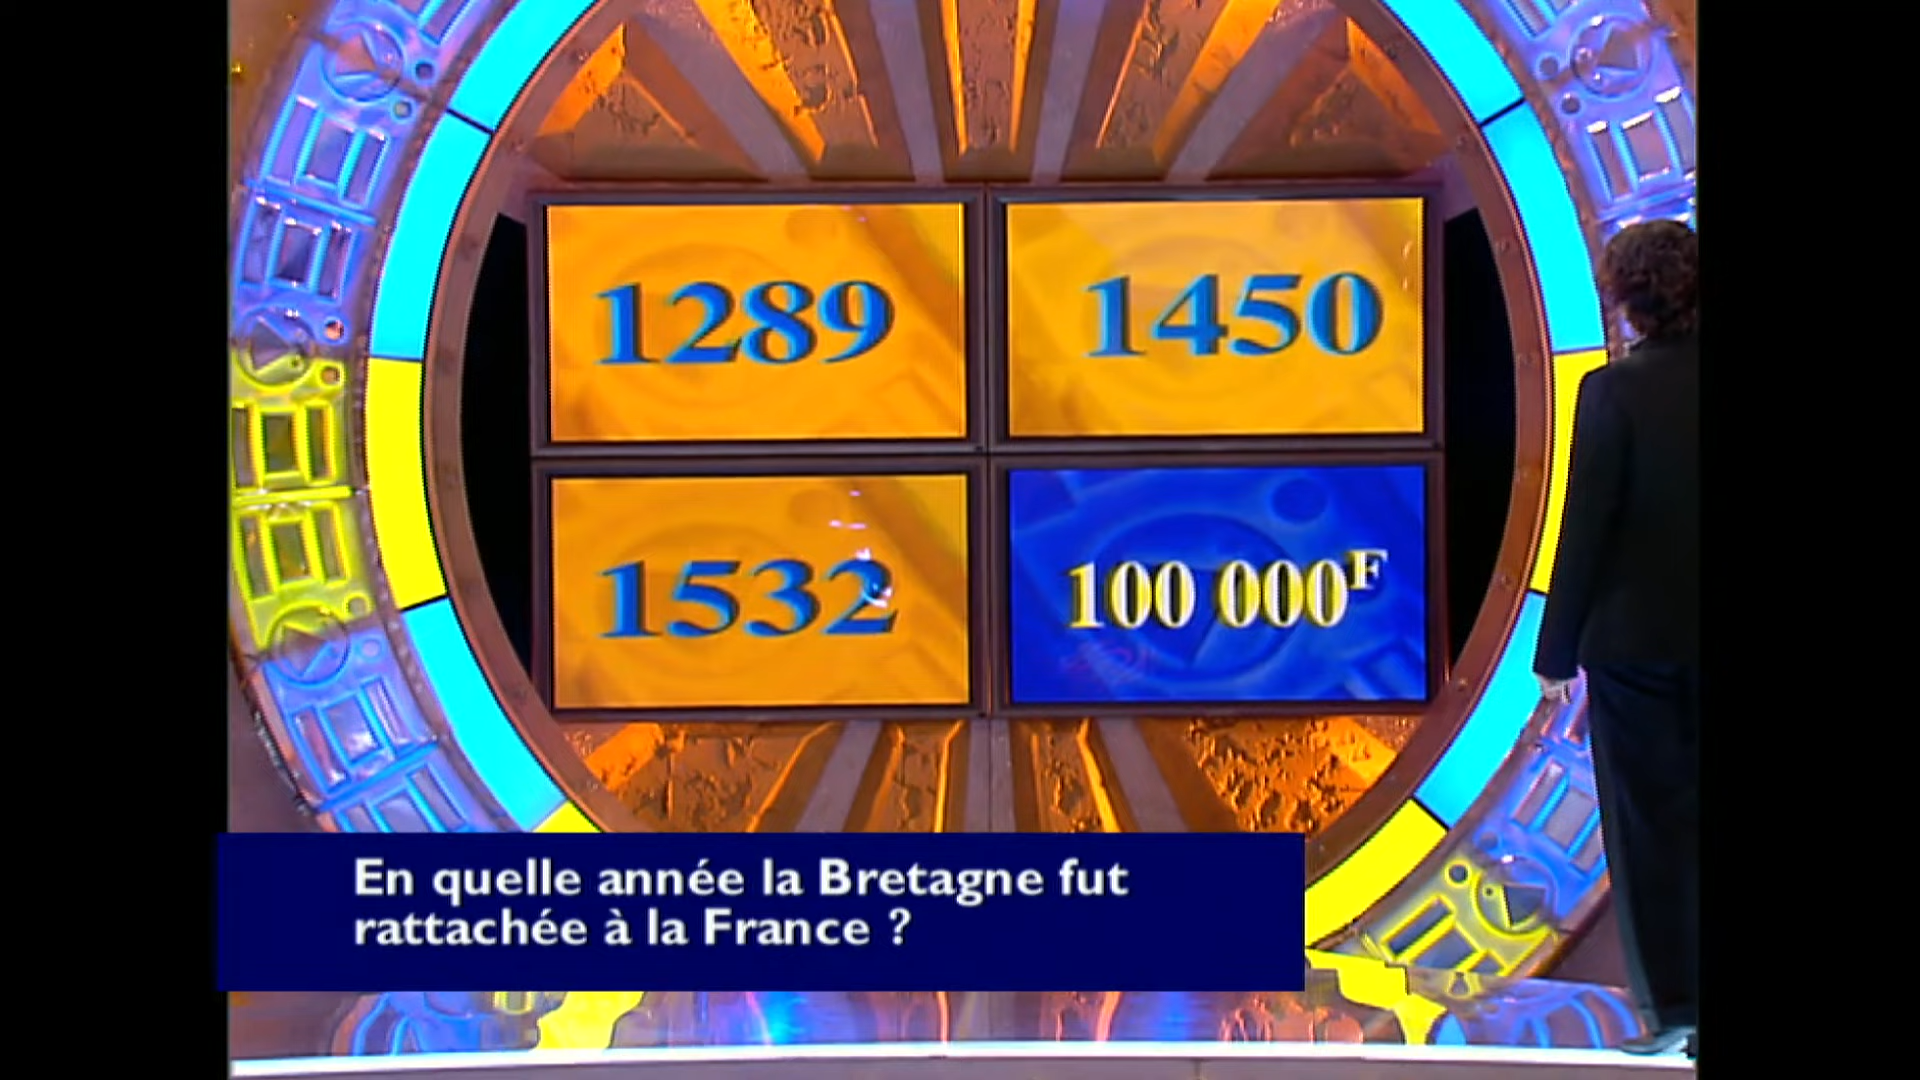 1289
1450
1532
100 000F
En quelle année la Bretagne fut
rattachée à la France ?